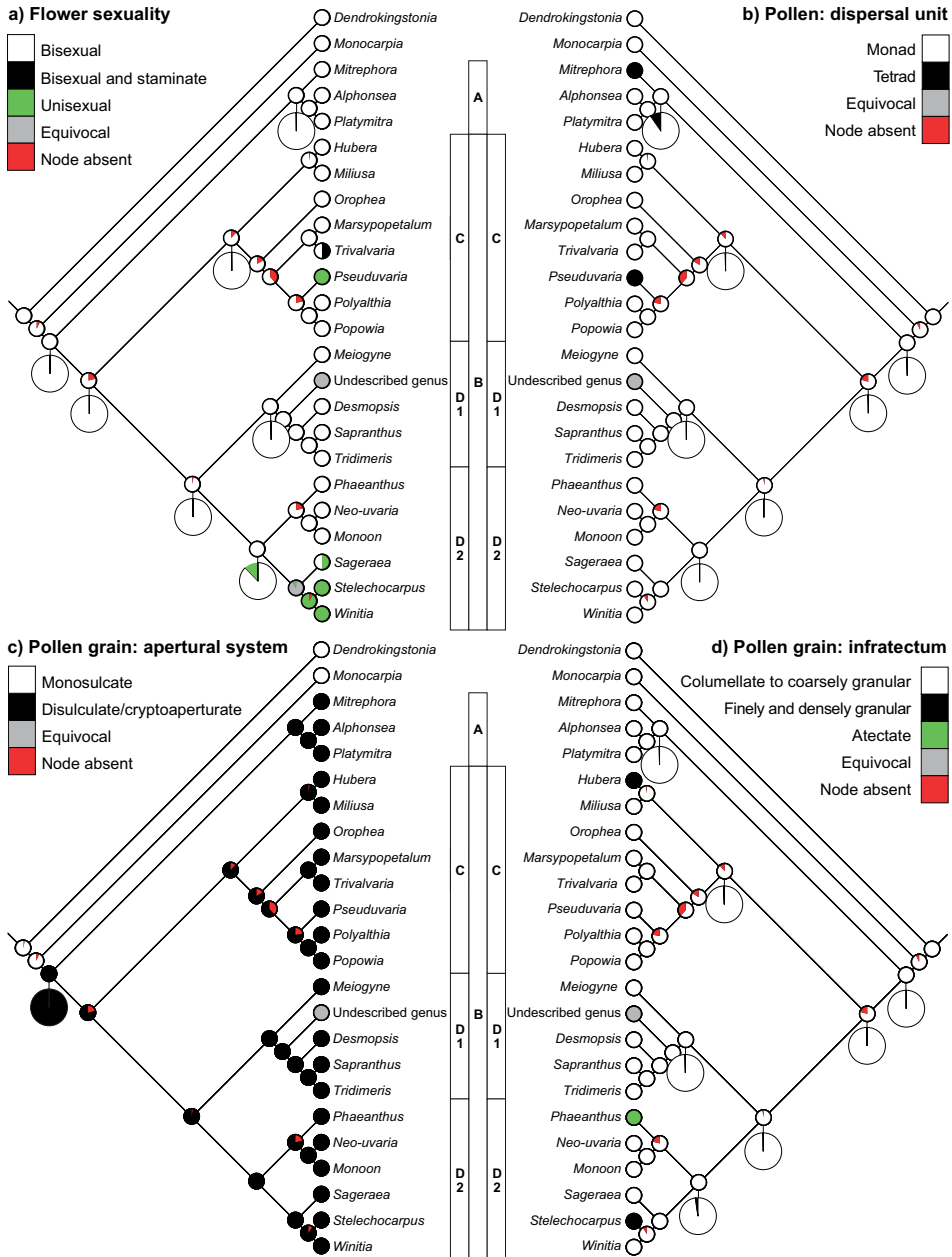 a) Flower sexuality
Bisexual
Bisexual and staminate
Unisexual
Equivocal
Node absent
Dendrokingstonia
Monocarpia
Mitrephora
Alphonsea
Platymitra
Hubera
Miliusa
Orophea
Marsypopetalum
Trivalvaria
Pseuduvaria
Polyalthia
Popowia
Meiogyne
Undescribed genus
Desmopsis
Sapranthus
Tridimeris
Phaeanthus
Neo-uvaria
Monoon
Sageraea
Stelechocarpus
Winitia
A
C
B
D
1
D
2
C
D
1
D
2
b) Pollen: dispersal unit
Monad
Tetrad
Equivocal
Node absent
Dendrokingstonia
Monocarpia
Mitrephora
Alphonsea
Platymitra
Hubera
Miliusa
Orophea
Marsypopetalum
Trivalvaria
Pseuduvaria
Polyalthia
Popowia
Meiogyne
Undescribed genus
Desmopsis
Sapranthus
Tridimeris
Phaeanthus
Neo-uvaria
Monoon
Sageraea
Stelechocarpus
Winitia
c) Pollen grain: apertural system
Monosulcate
Disulculate/cryptoaperturate
Equivocal
Node absent
Dendrokingstonia
Monocarpia
Mitrephora
Alphonsea
Platymitra
Hubera
Miliusa
Orophea
Marsypopetalum
Trivalvaria
Pseuduvaria
Polyalthia
Popowia
Meiogyne
Undescribed genus
Desmopsis
Sapranthus
Tridimeris
Phaeanthus
Neo-uvaria
Monoon
Sageraea
Stelechocarpus
Winitia
A
C
B
D
1
D
2
C
D
1
D
2
d) Pollen grain: infratectum
Columellate to coarsely granular
Finely and densely granular
Atectate
Equivocal
Node absent
Dendrokingstonia
Monocarpia
Mitrephora
Alphonsea
Platymitra
Hubera
Miliusa
Orophea
Marsypopetalum
Trivalvaria
Pseuduvaria
Polyalthia
Popowia
Meiogyne
Undescribed genus
Desmopsis
Sapranthus
Tridimeris
Phaeanthus
Neo-uvaria
Monoon
Sageraea
Stelechocarpus
Winitia